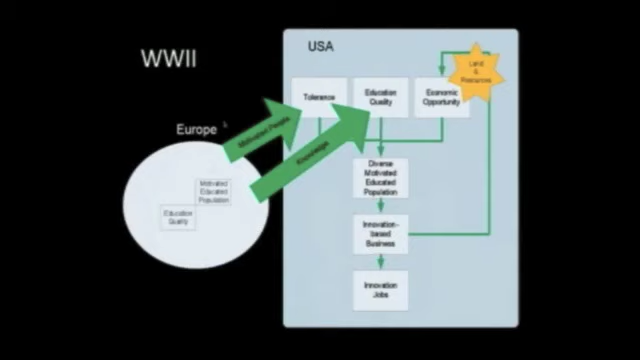 WWII
USA
Land
&
Resources
Tolerance
Education
Quality
Economic
Opportunity
Motivated People
Knowledge
Europe
Motivated
Educated
Population
Education
Quality
Diverse
Motivated
Educated
Population
Innovation-
based
Business
Innovation
Jobs